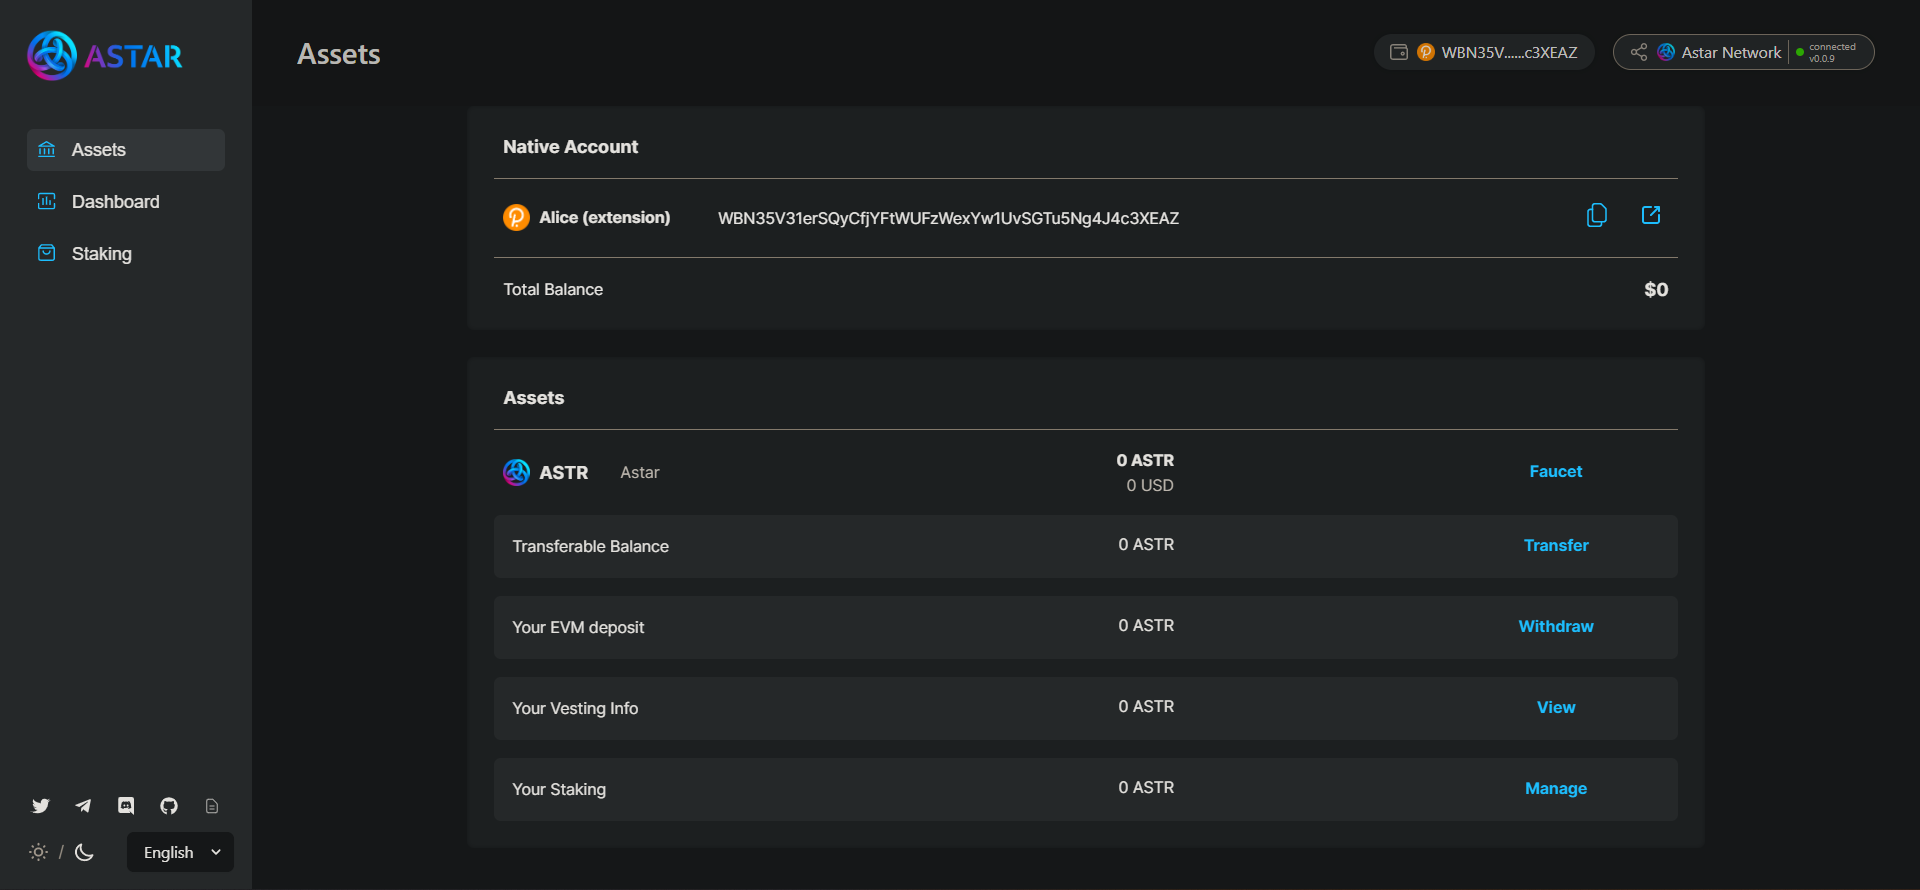 ASTAR
Assets
Dashboard
Staking
English
/
Assets
WBN35V......c3XEAZ
Astar Network
connected
v0.0.9
Native Account
Alice (extension)
WBN35V31erSQyCfjYFtWUFzWexYw1UvSGTu5Ng4J4c3XEAZ
Total Balance
$0
Assets
ASTR
Astar
0 ASTR
0 USD
Faucet
Transferable Balance
0 ASTR
Transfer
Your EVM deposit
0 ASTR
Withdraw
Your Vesting Info
0 ASTR
View
Your Staking
0 ASTR
Manage